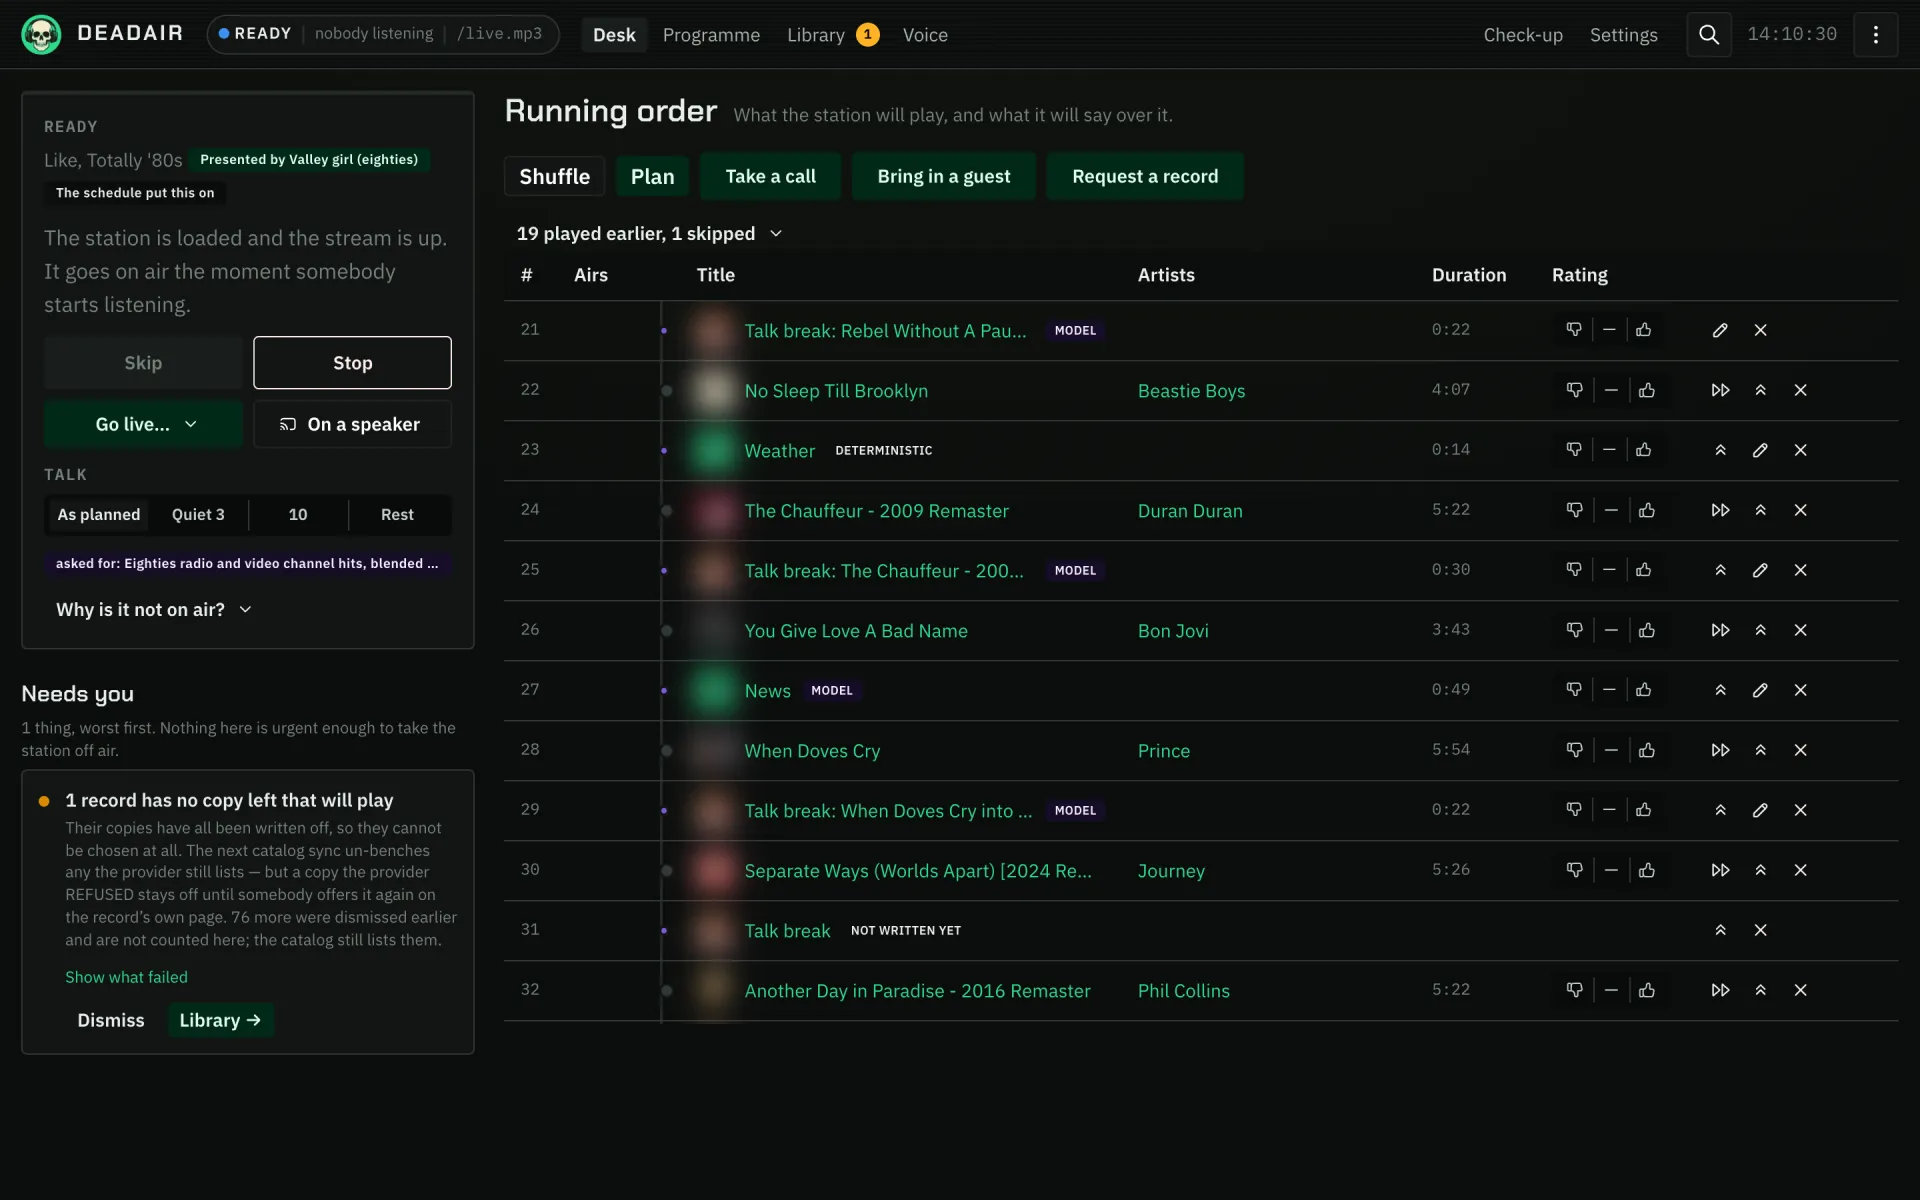 DEADAIR
READY nobody listening /live.mp3
Desk Programme Library 1 Voice
Check-up Settings 14:10:30
READY
Like, Totally '80s Presented by Valley girl (eighties)
The schedule put this on
The station is loaded and the stream is up.
It goes on air the moment somebody
starts listening.
Skip Stop
Go live... On a speaker
TALK
As planned Quiet 3 10 Rest
asked for: Eighties radio and video channel hits, blended ...
Why is it not on air?
Needs you
1 thing, worst first. Nothing here is urgent enough to take the
station off air.
1 record has no copy left that will play
Their copies have all been written off, so they cannot
be chosen at all. The next catalog sync un-benches
any the provider still lists — but a copy the provider
REFUSED stays off until somebody offers it again on
the record's own page. 76 more were dismissed earlier
and are not counted here; the catalog still lists them.
Show what failed
Dismiss Library →
Running order What the station will play, and what it will say over it.
Shuffle Plan Take a call Bring in a guest Request a record
19 played earlier, 1 skipped
# Airs Title Artists Duration Rating
21 Talk break: Rebel Without A Pau... MODEL 0:22
22 No Sleep Till Brooklyn Beastie Boys 4:07
23 Weather DETERMINISTIC 0:14
24 The Chauffeur - 2009 Remaster Duran Duran 5:22
25 Talk break: The Chauffeur - 200... MODEL 0:30
26 You Give Love A Bad Name Bon Jovi 3:43
27 News MODEL 0:49
28 When Doves Cry Prince 5:54
29 Talk break: When Doves Cry into ... MODEL 0:22
30 Separate Ways (Worlds Apart) [2024 Re... Journey 5:26
31 Talk break NOT WRITTEN YET
32 Another Day in Paradise - 2016 Remaster Phil Collins 5:22